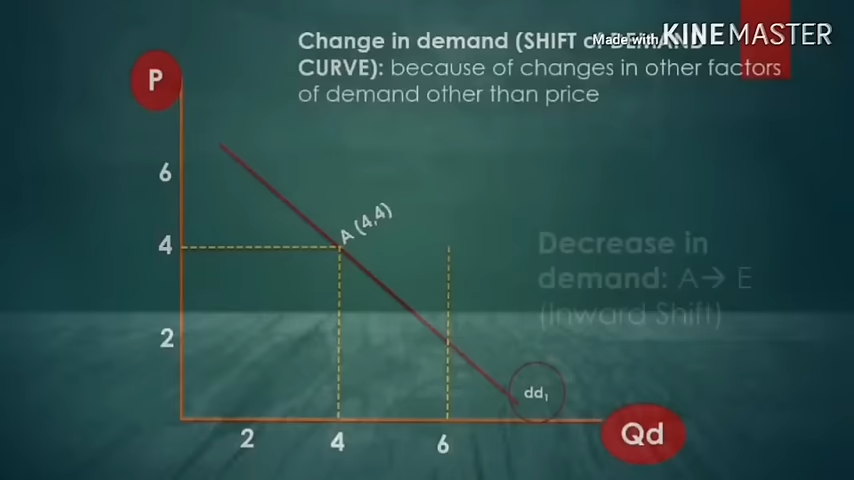 Made with KINEMASTER
Change in demand (SHIFT of DEMAND
CURVE): because of changes in other factors
of demand other than price
P
6
A (4,4)
4
Decrease in
demand: A→ E
(Inward Shift)
2
dd₁
2
4
6
Qd